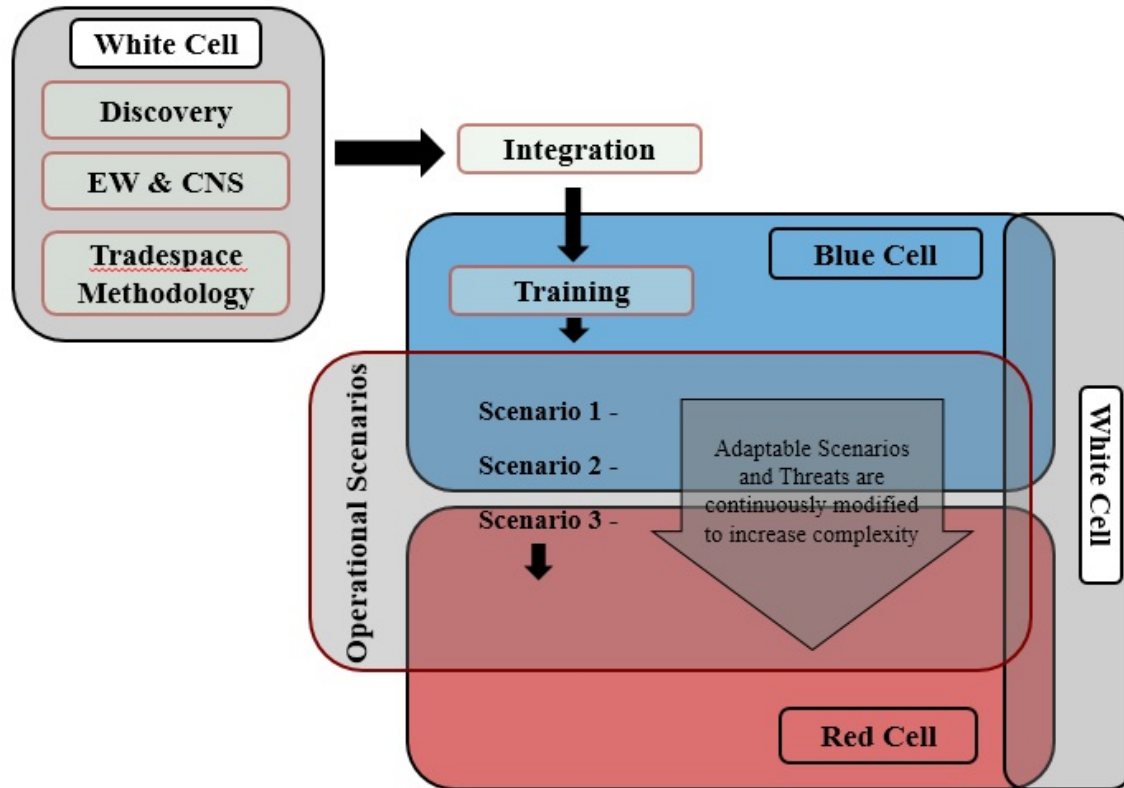 White Cell
Discovery
EW & CNS
Tradespace
Methodology
Integration
Blue Cell
Training
Operational Scenarios
Scenario 1 -
Scenario 2 -
Scenario 3 -
Adaptable Scenarios
and Threats are
continuously modified
to increase complexity
White Cell
Red Cell